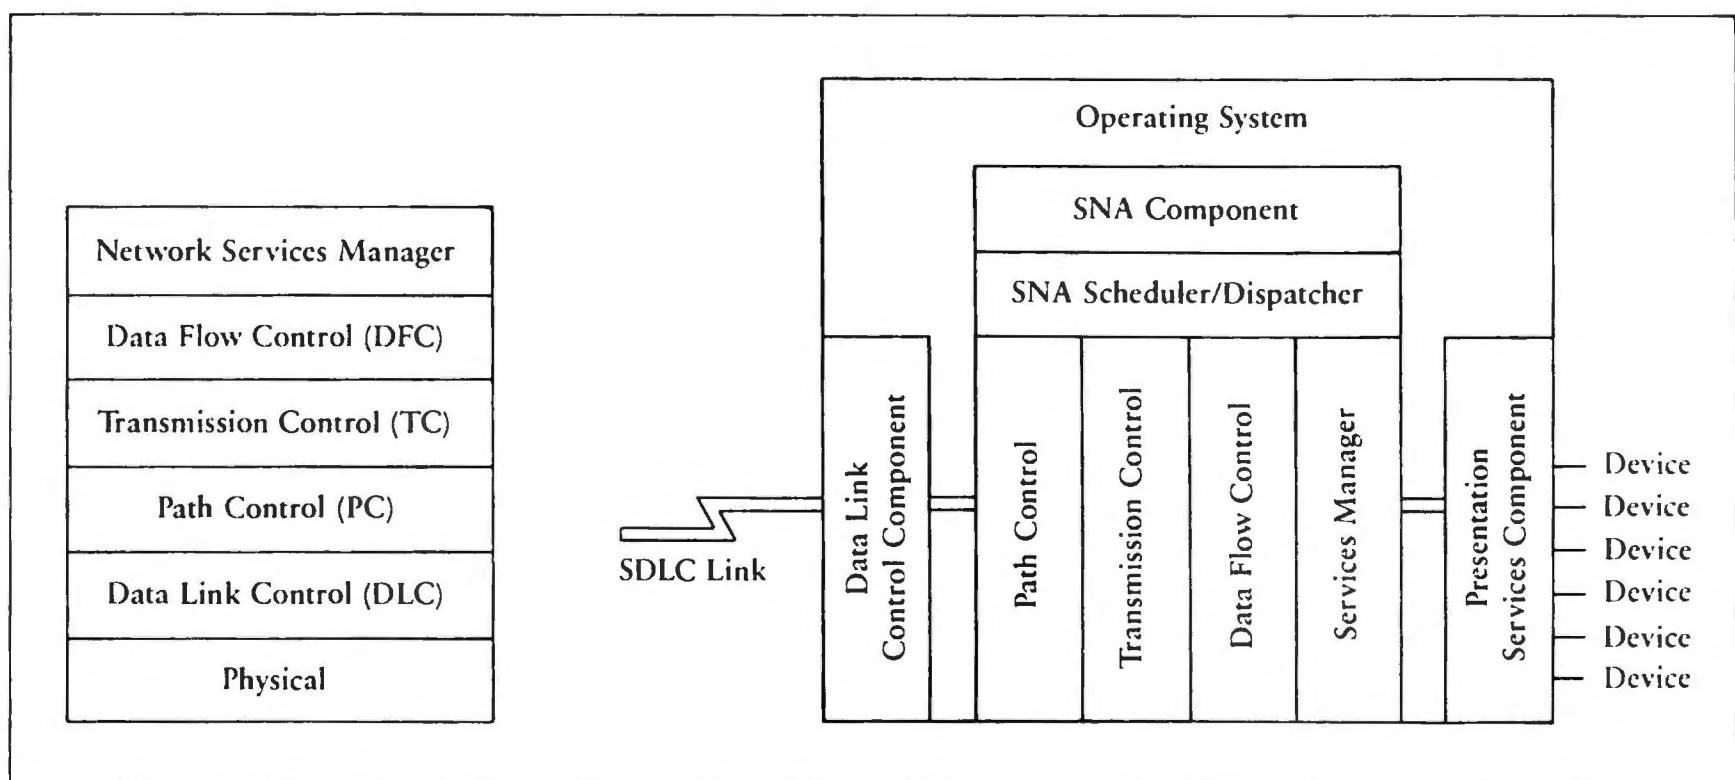 Network Services Manager
Data Flow Control (DFC)
Transmission Control (TC)
Path Control (PC)
Data Link Control (DLC)
Physical
SDLC Link
Operating System
SNA Component
SNA Scheduler/Dispatcher
Data Link
Control Component
Path Control
Transmission Control
Data Flow Control
Services Manager
Presentation
Services Component
Device
Device
Device
Device
Device
Device